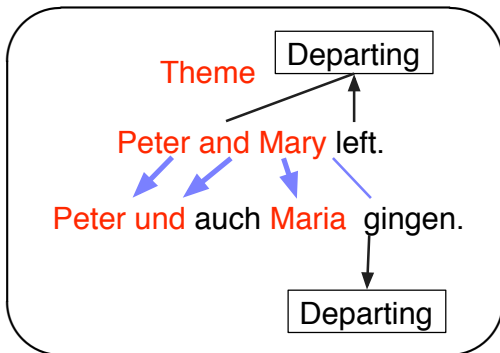 Departing
Theme
Peter and Mary left.
Peter und auch Maria gingen.
Departing